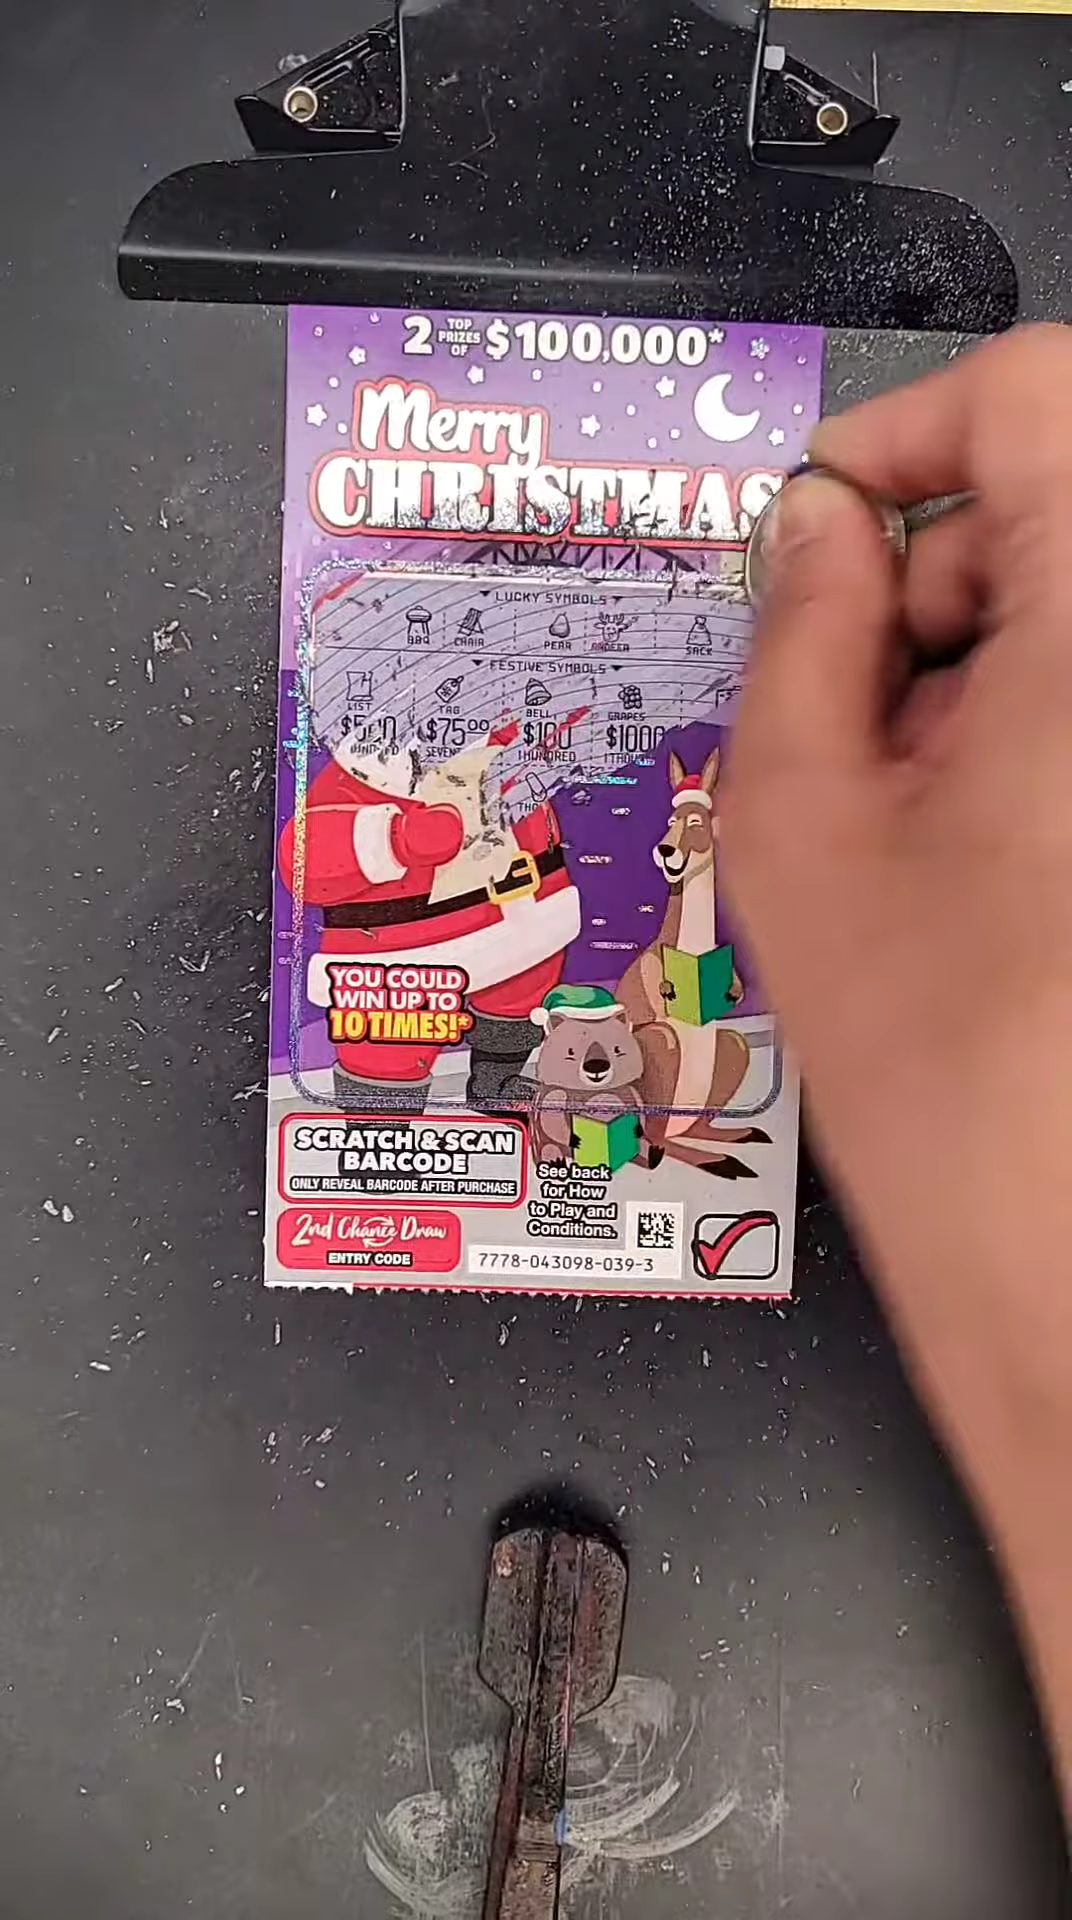 2 TOP PRIZES OF $100,000*
Merry
CHRISTMAS
LUCKY SYMBOLS
BBQ CHAIR PEAR SACK
FESTIVE SYMBOLS
LIST TAG BELL GRAPES
$500 $75.00 $100 $1000
1HUNDRED
YOU COULD
WIN UP TO
10 TIMES!*
SCRATCH & SCAN
BARCODE
ONLY REVEAL BARCODE AFTER PURCHASE
See back
for How
to Play and
Conditions.
2nd Chance Draw
ENTRY CODE
7778-043098-039-3